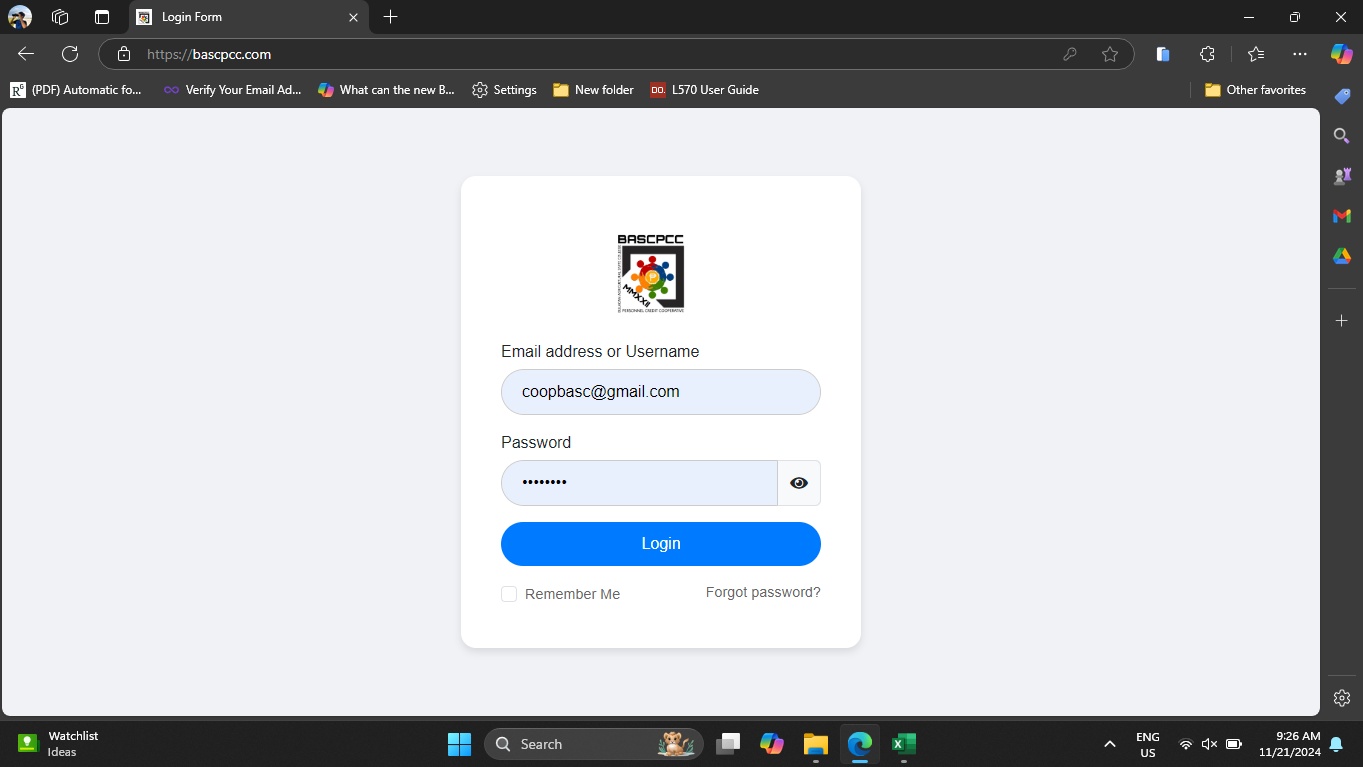 Login Form
https://bascpcc.com
(PDF) Automatic fo...
Verify Your Email Ad...
What can the new B...
Settings
New folder
DO.
L570 User Guide
Other favorites
BASCPCC
MMXXII
PERSONNEL CREDIT COOPERATIVE
Email address or Username
coopbasc@gmail.com
Password
••••••••
Login
Remember Me
Forgot password?
Watchlist
Ideas
Search
ENG
US
9:26 AM
11/21/2024